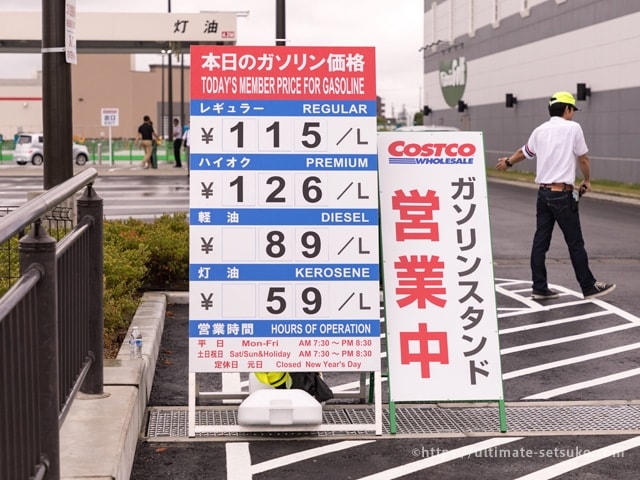 灯油
本日のガソリン価格
TODAY'S MEMBER PRICE FOR GASOLINE
レギュラー REGULAR
¥115/L
ハイオク PREMIUM
¥126/L
軽油 DIESEL
¥89/L
灯油 KEROSENE
¥59/L
営業時間 HOURS OF OPERATION
平日 Mon-Fri AM 7:30～PM 8:30
土日祝日 Sat/Sun&Holiday AM 7:30～PM 8:30
定休日 元日 Closed New Year's Day
COSTCO
WHOLESALE
ガソリンスタンド
営業中
©https://ultimate-setsuko.com